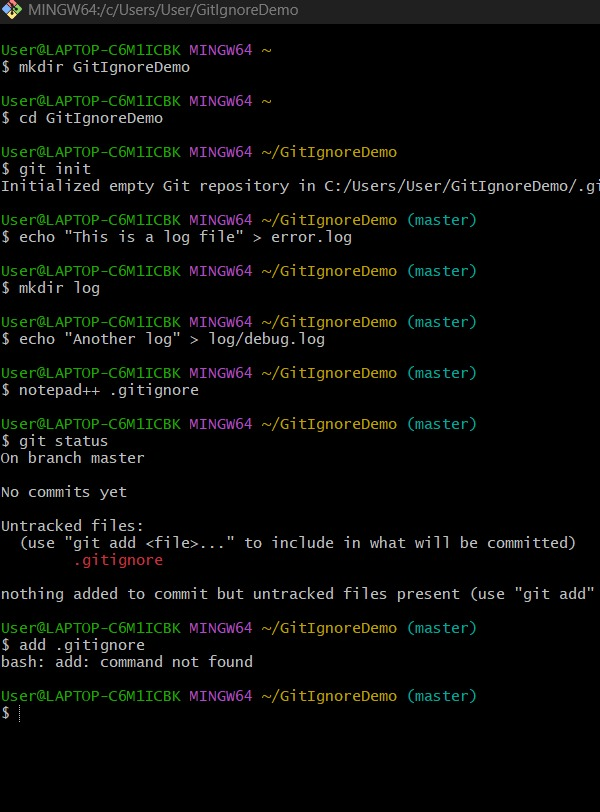 MINGW64:/c/Users/User/GitIgnoreDemo
User@LAPTOP-C6M1ICBK MINGW64 ~
$ mkdir GitIgnoreDemo
User@LAPTOP-C6M1ICBK MINGW64 ~
$ cd GitIgnoreDemo
User@LAPTOP-C6M1ICBK MINGW64 ~/GitIgnoreDemo
$ git init
Initialized empty Git repository in C:/Users/User/GitIgnoreDemo/.gi
User@LAPTOP-C6M1ICBK MINGW64 ~/GitIgnoreDemo (master)
$ echo "This is a log file" > error.log
User@LAPTOP-C6M1ICBK MINGW64 ~/GitIgnoreDemo (master)
$ mkdir log
User@LAPTOP-C6M1ICBK MINGW64 ~/GitIgnoreDemo (master)
$ echo "Another log" > log/debug.log
User@LAPTOP-C6M1ICBK MINGW64 ~/GitIgnoreDemo (master)
$ notepad++ .gitignore
User@LAPTOP-C6M1ICBK MINGW64 ~/GitIgnoreDemo (master)
$ git status
On branch master
No commits yet
Untracked files:
(use "git add <file>..." to include in what will be committed)
.gitignore
nothing added to commit but untracked files present (use "git add"
User@LAPTOP-C6M1ICBK MINGW64 ~/GitIgnoreDemo (master)
$ add .gitignore
bash: add: command not found
User@LAPTOP-C6M1ICBK MINGW64 ~/GitIgnoreDemo (master)
$